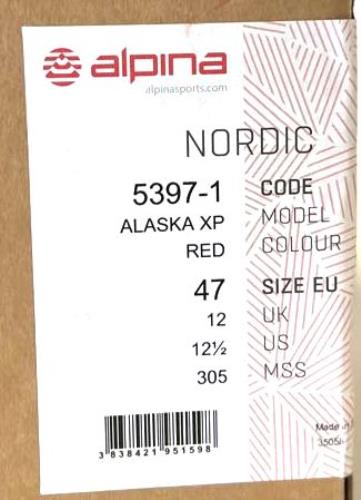 alpina
alpinasports.com
NORDIC
5397-1 CODE
ALASKA XP MODEL
RED COLOUR
47 SIZE EU
12 UK
12½ US
305 MSS
Made in
3505/-
3 838421 951598